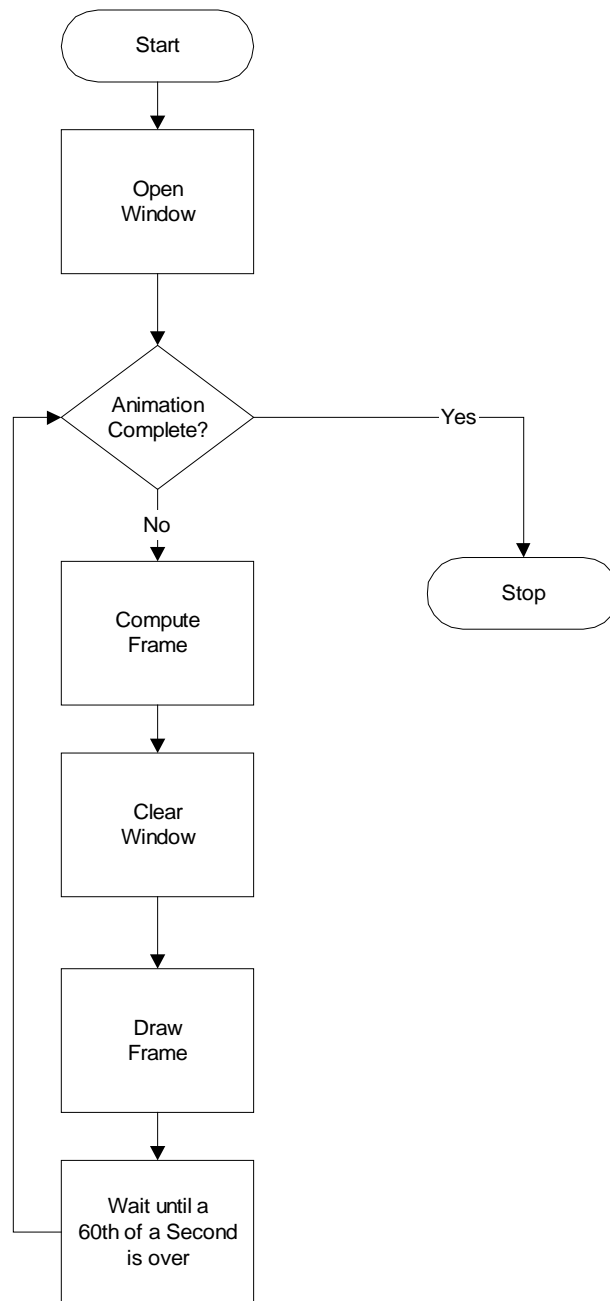 Start
Open
Window
Animation
Complete?
Yes
No
Stop
Compute
Frame
Clear
Window
Draw
Frame
Wait until a
60th of a Second
is over